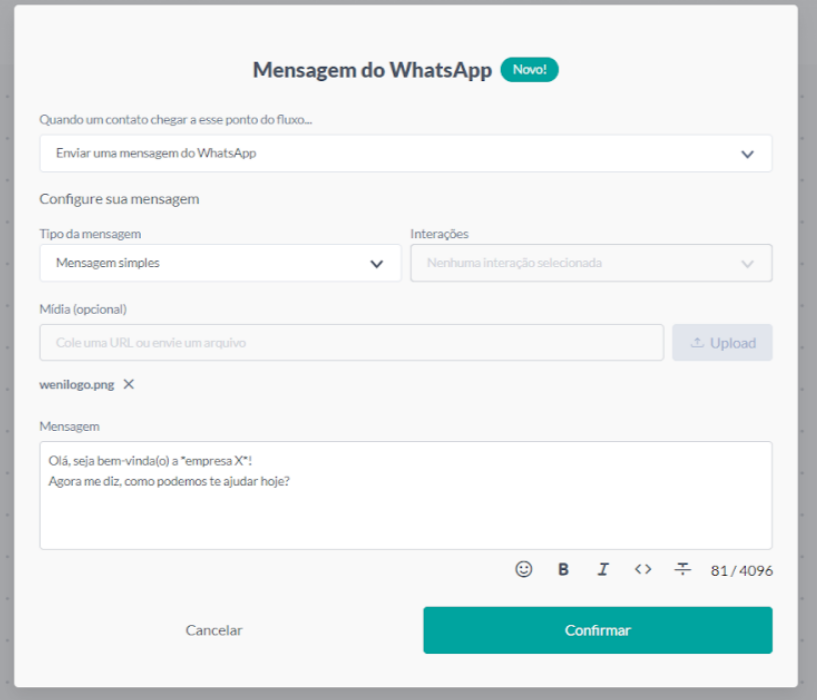 Mensagem do WhatsApp Novo!
Quando um contato chegar a esse ponto do fluxo...
Enviar uma mensagem do WhatsApp
Configure sua mensagem
Tipo da mensagem Interações
Mensagem simples Nenhuma interação selecionada
Mídia (opcional)
Cole uma URL ou envie um arquivo Upload
wenilogo.png
Mensagem
Olá, seja bem-vinda(o) a *empresa X*!
Agora me diz, como podemos te ajudar hoje?
B I <> T 81/4096
Cancelar Confirmar